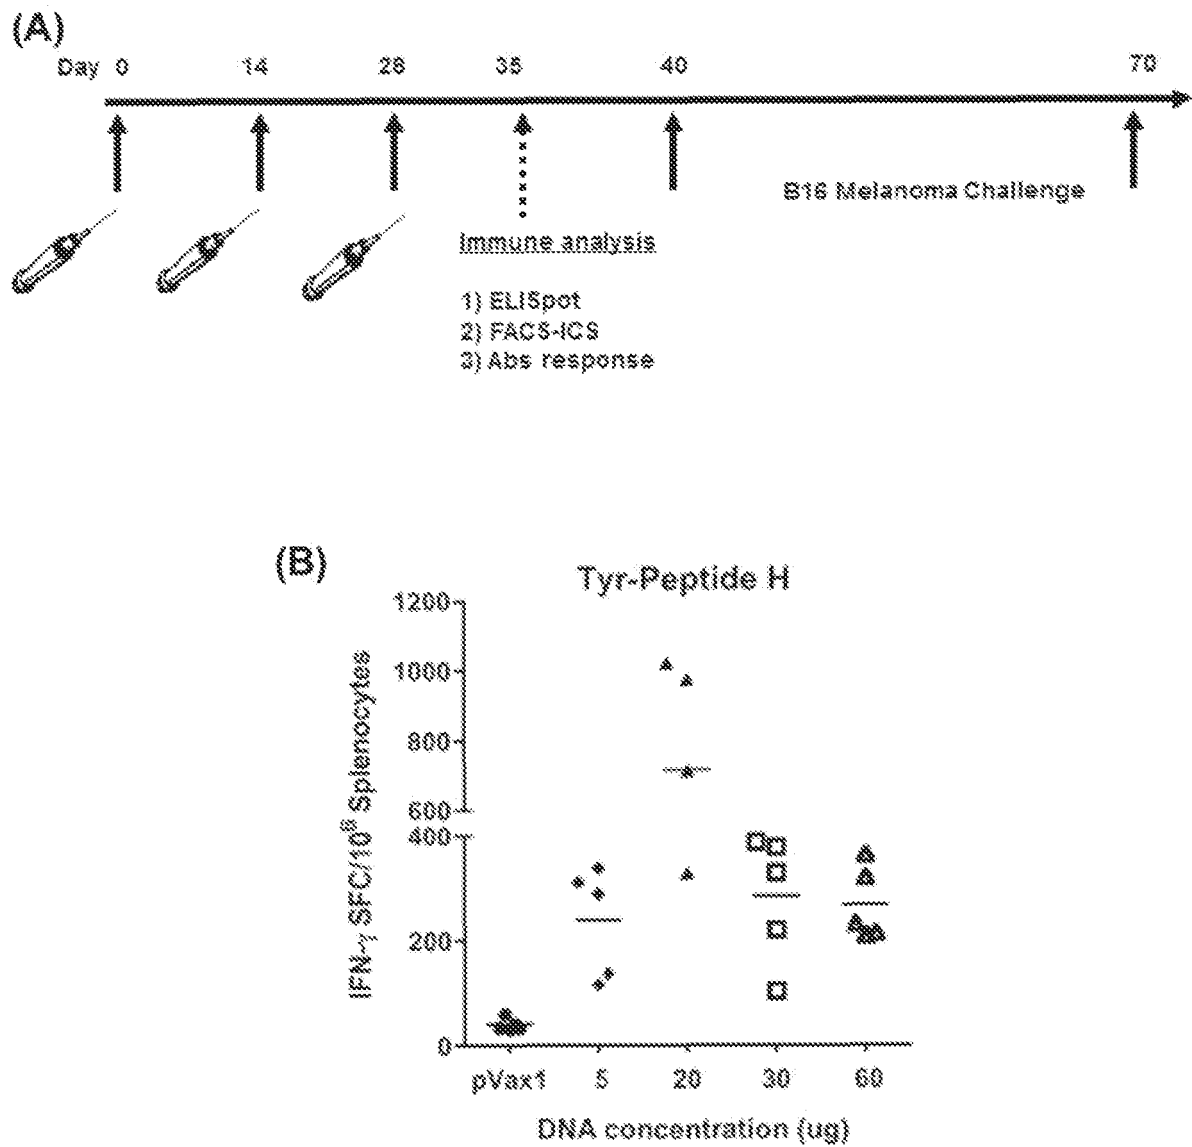 (A)
Day 0 14 28 35 40 70
B16 Melanoma Challenge
Immune analysis
1) ELISpot
2) FACS-ICS
3) Abs response
(B)
Tyr-Peptide H
1200
1000
800
600
400
200
0
IFN-γ SFC/10⁶ Splenocytes
pVax1 5 20 30 60
DNA concentration (ug)